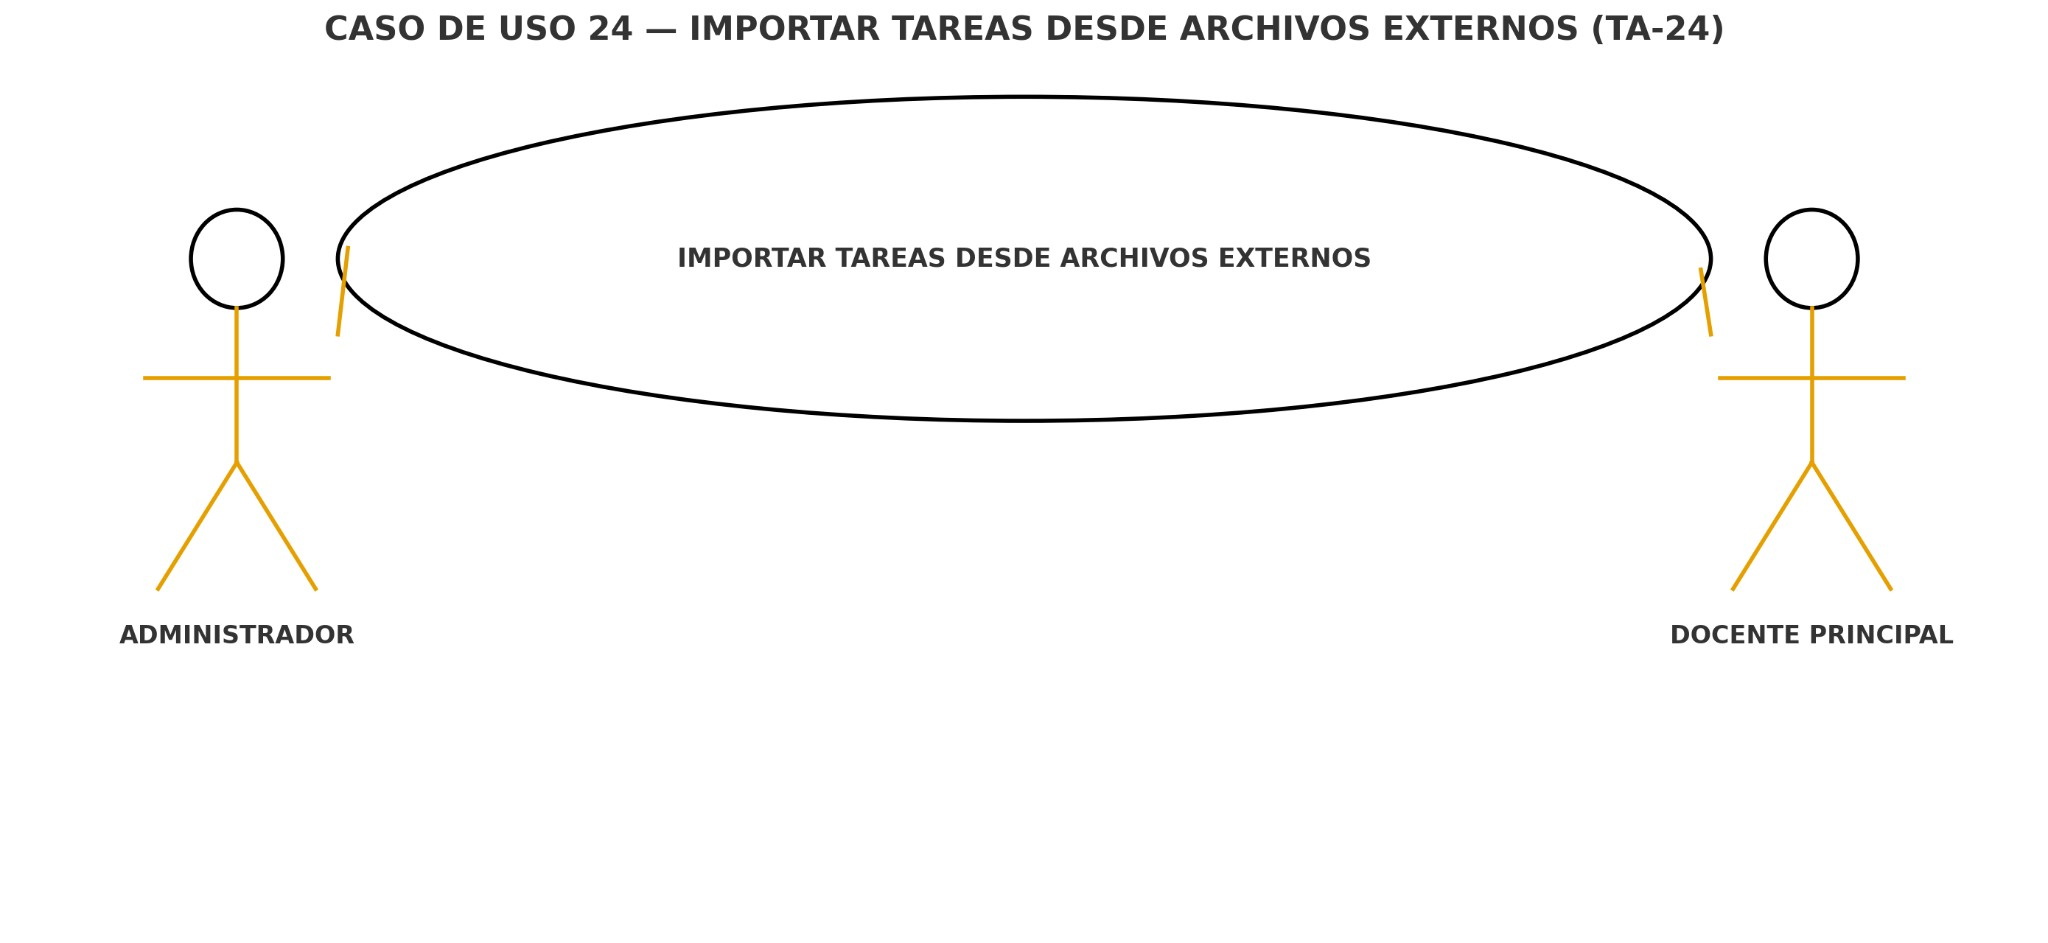 CASO DE USO 24 — IMPORTAR TAREAS DESDE ARCHIVOS EXTERNOS (TA-24)
IMPORTAR TAREAS DESDE ARCHIVOS EXTERNOS
ADMINISTRADOR
DOCENTE PRINCIPAL